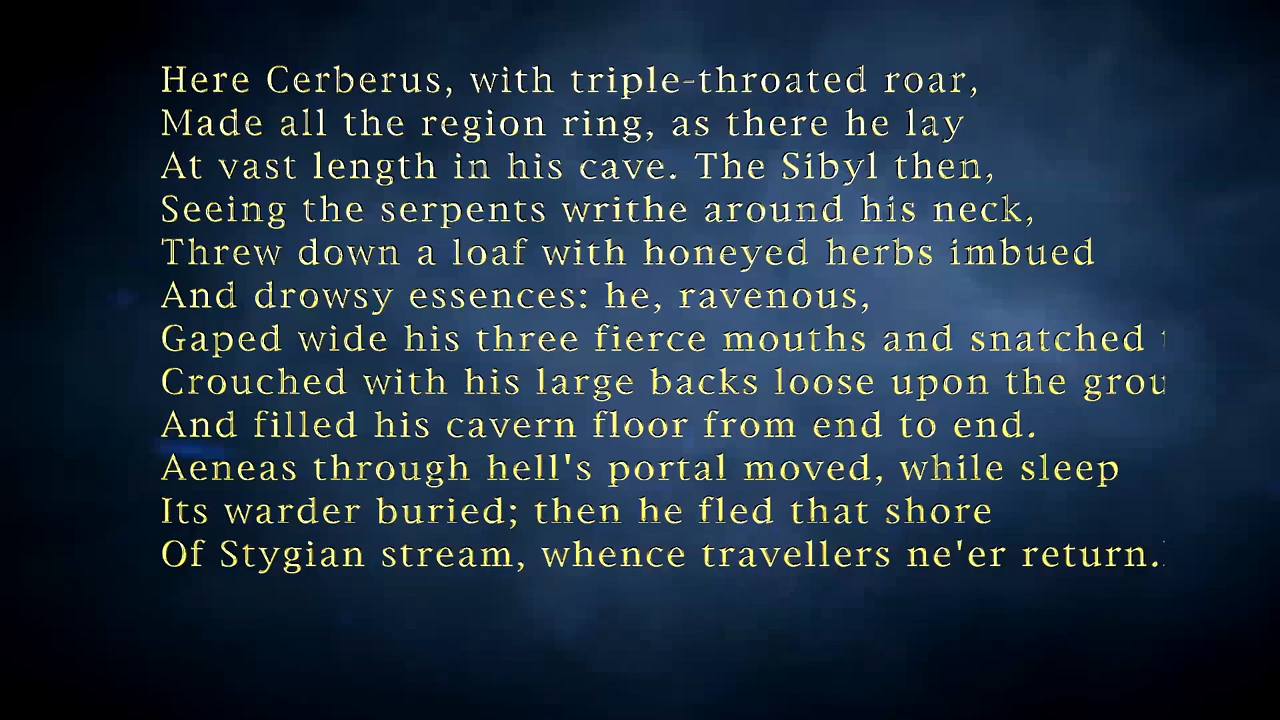 Here Cerberus, with triple-throated roar,
Made all the region ring, as there he lay
At vast length in his cave. The Sibyl then,
Seeing the serpents writhe around his neck,
Threw down a loaf with honeyed herbs imbued
And drowsy essences: he, ravenous,
Gaped wide his three fierce mouths and snatched
Crouched with his large backs loose upon the grou
And filled his cavern floor from end to end.
Aeneas through hell's portal moved, while sleep
Its warder buried; then he fled that shore
Of Stygian stream, whence travellers ne'er return.